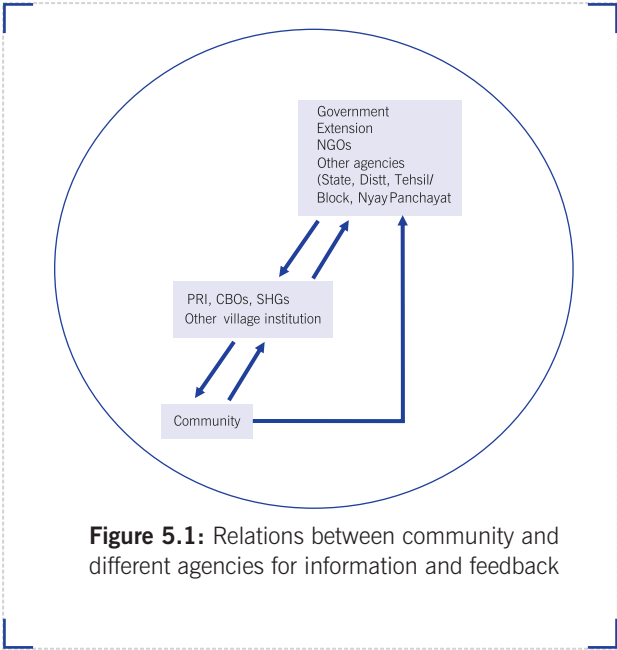 Government
Extension
NGOs
Other agencies
(State, Distt, Tehsil/
Block, Nyay Panchayat
PRI, CBOs, SHGs
Other village institution
Community
Figure 5.1: Relations between community and
different agencies for information and feedback